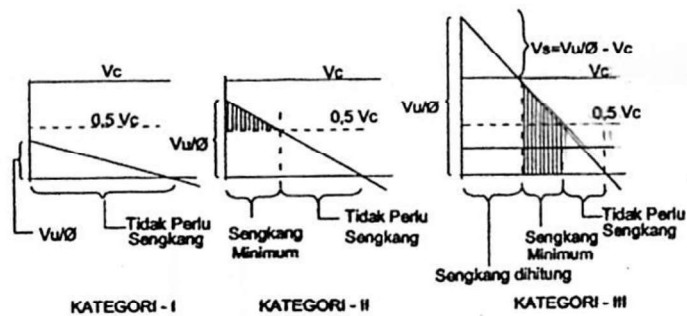 Vc
0,5 Vc
Vu/Ø
Tidak Perlu
Sengkang
KATEGORI - I
Vc
0,5 Vc
Vu/Ø
Sengkang
Minimum
Tidak Perlu
Sengkang
KATEGORI - II
Vs=Vu/Ø - Vc
Vc
Vu/Ø
0,5 Vc
Tidak Perlu
Sengkang
Sengkang
Minimum
Sengkang dihitung
KATEGORI - III